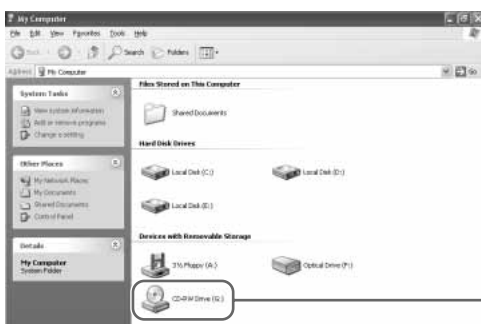 My Computer
File Edit View Favorites Tools Help
Search Folders
Address My Computer Go
System Tasks
View system information
Add or remove programs
Change a setting
Other Places
My Network Places
My Documents
Shared Documents
Control Panel
Details
My Computer
System Folder
Files Stored on This Computer
Shared Documents
Hard Disk Drives
Local Disk (C:)
Local Disk (D:)
Local Disk (E:)
Devices with Removable Storage
3½ Floppy (A:)
Optical Drive (F:)
CD-RW Drive (G:)